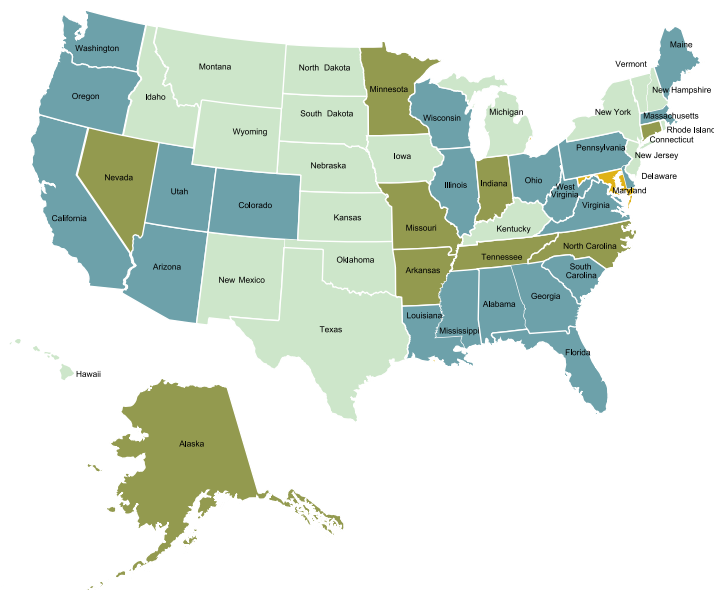 Maine
Washington
Vermont
Montana
North Dakota
Minnesota
New Hampshire
Oregon
Idaho
South Dakota
Wisconsin
Michigan
New York
Massachusetts
Rhode Island
Wyoming
Connecticut
Pennsylvania
New Jersey
Iowa
Nebraska
Nevada
Utah
Illinois
Indiana
Ohio
Delaware
West
Virginia
Maryland
Colorado
Virginia
California
Kansas
Missouri
Kentucky
North Carolina
Tennessee
Oklahoma
Arizona
New Mexico
Arkansas
South
Carolina
Georgia
Alabama
Louisiana
Texas
Mississippi
Florida
Hawaii
Alaska